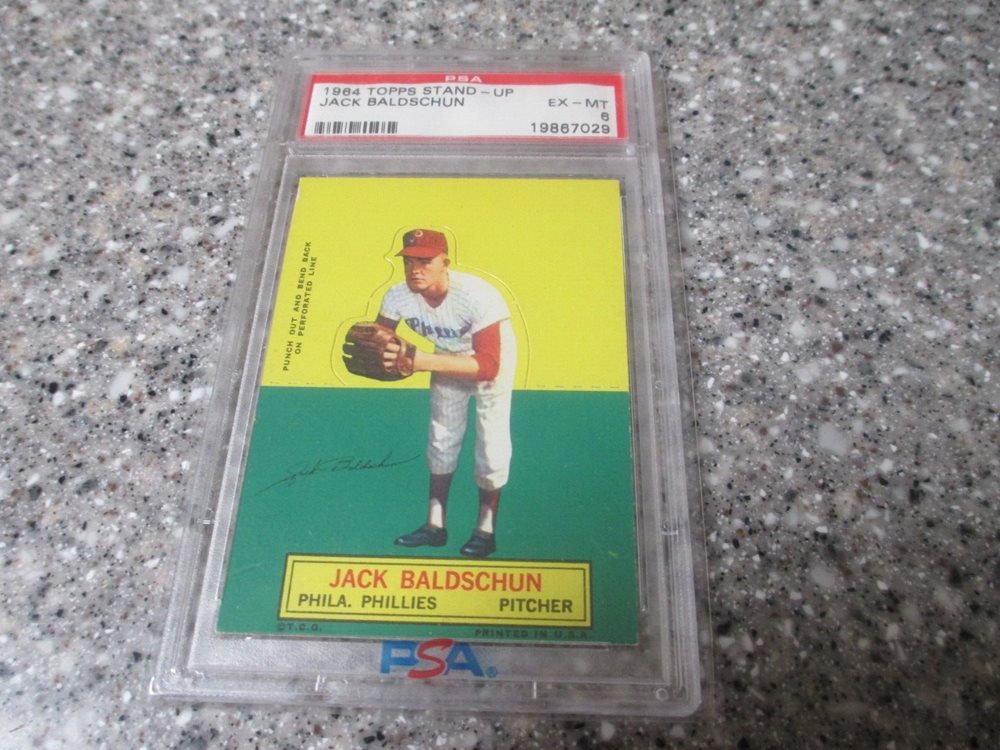 PSA
1964 TOPPS STAND-UP
JACK BALDSCHUN
EX-MT
6
19867029
PUNCH OUT AND BEND BACK
ON PERFORATED LINE
P
Phillies
Jack Baldschun
JACK BALDSCHUN
PHILA. PHILLIES PITCHER
©T.C.G. PRINTED IN U.S.A.
PSA®